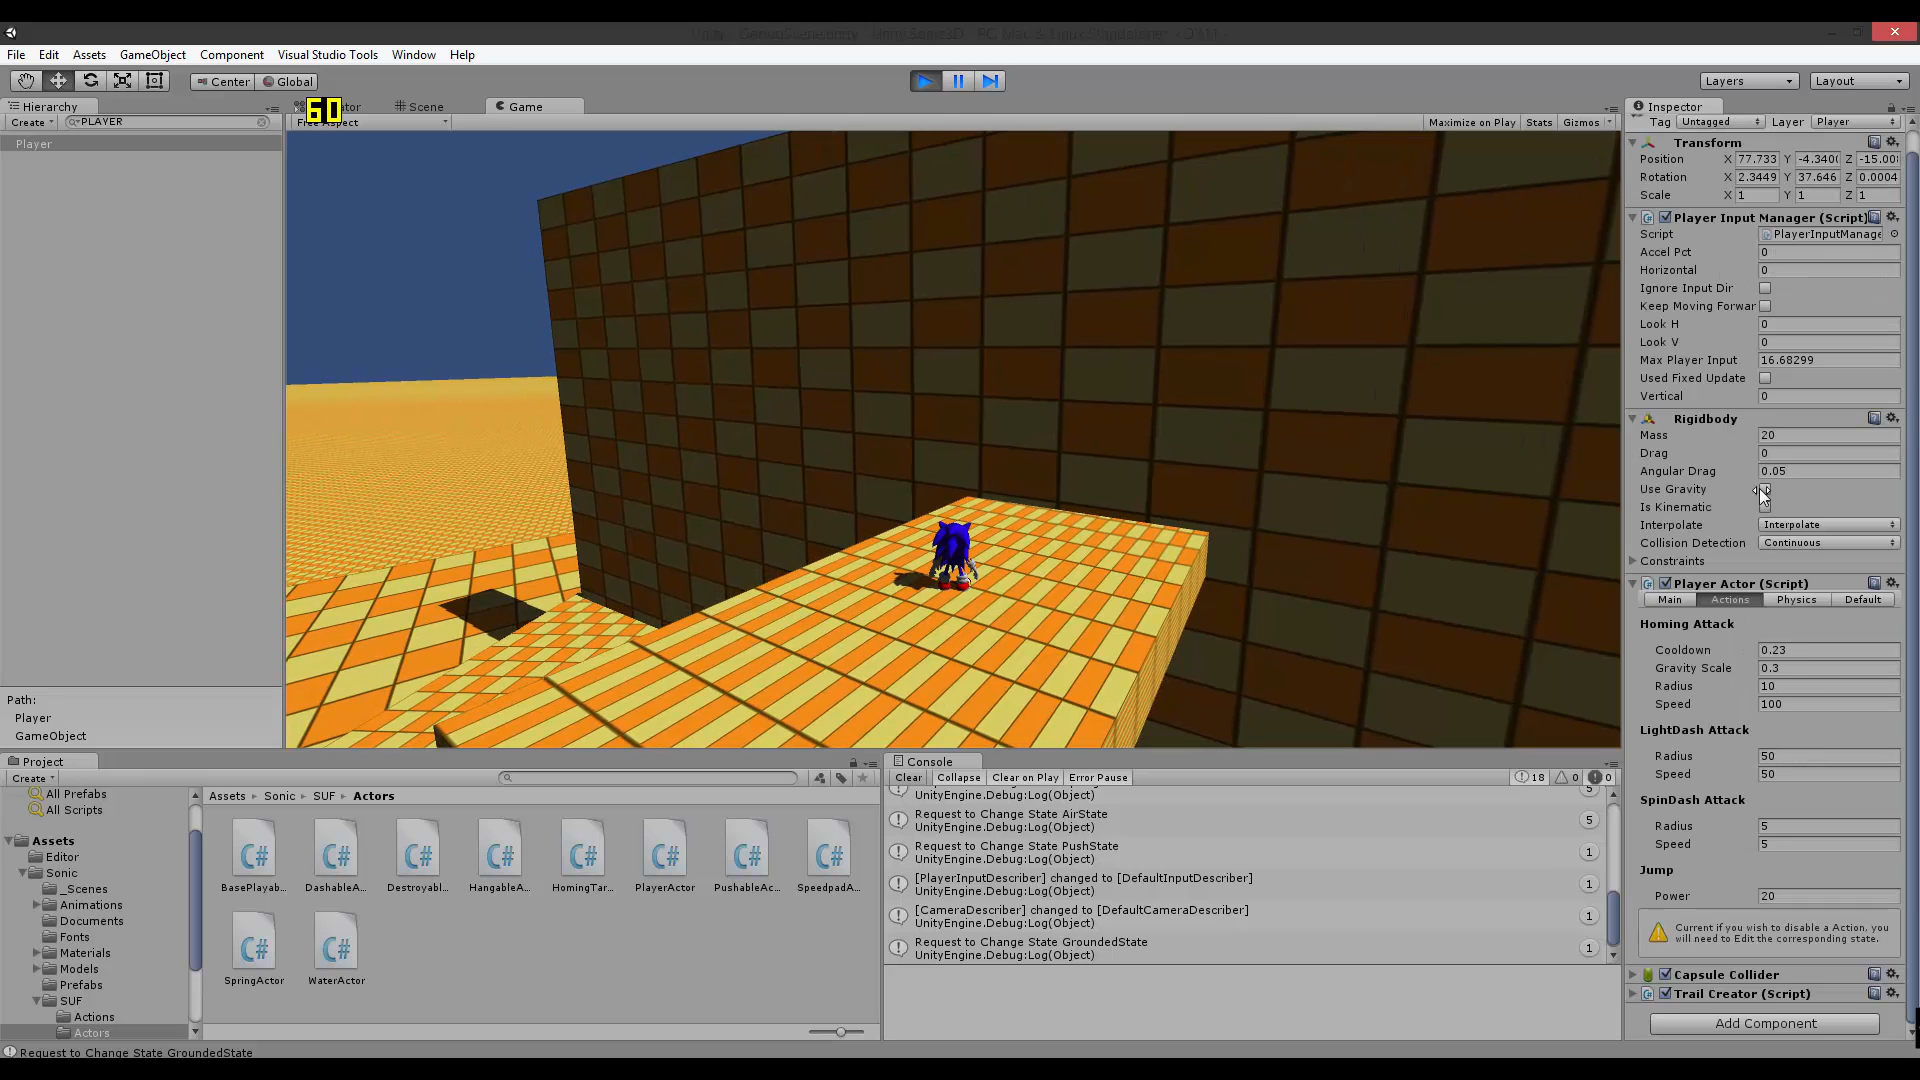 File Edit Assets GameObject Component Visual Studio Tools Window Help
Center Global Layers Layout
Hierarchy
Create PLAYER
Player
60
Scene Game
Free Aspect Maximize on Play Stats Gizmos
Path:
Player
GameObject
Inspector
Tag Untagged Layer Player
Transform
Position X 77.733 Y -4.340 Z -15.00
Rotation X 2.3449 Y 37.646 Z 0.0004
Scale X 1 Y 1 Z 1
Player Input Manager (Script)
Script PlayerInputManage
Accel Pct 0
Horizontal 0
Ignore Input Dir
Keep Moving Forwar
Look H 0
Look V 0
Max Player Input 16.68299
Used Fixed Update
Vertical 0
Rigidbody
Mass 20
Drag 0
Angular Drag 0.05
Use Gravity
Is Kinematic
Interpolate Interpolate
Collision Detection Continuous
Constraints
Player Actor (Script)
Main Actions Physics Default
Homing Attack
Cooldown 0.23
Gravity Scale 0.3
Radius 10
Speed 100
LightDash Attack
Radius 50
Speed 50
SpinDash Attack
Radius 5
Speed 5
Jump
Power 20
Current if you wish to disable a Action, you
will need to Edit the corresponding state.
Capsule Collider
Trail Creator (Script)
Add Component
Project
Create
All Prefabs
All Scripts
Assets
Editor
Sonic
_Scenes
Animations
Documents
Fonts
Materials
Models
Prefabs
SUF
Actions
Actors
Assets Sonic SUF Actors
BasePlayab... DashableA... Destroyabl... HangableA... HomingTar... PlayerActor PushableAc... SpeedpadA...
SpringActor WaterActor
Console
Clear Collapse Clear on Play Error Pause 18 0 0
UnityEngine.Debug:Log(Object) 5
Request to Change State AirState
UnityEngine.Debug:Log(Object) 5
Request to Change State PushState
UnityEngine.Debug:Log(Object) 1
[PlayerInputDescriber] changed to [DefaultInputDescriber]
UnityEngine.Debug:Log(Object) 1
[CameraDescriber] changed to [DefaultCameraDescriber]
UnityEngine.Debug:Log(Object) 1
Request to Change State GroundedState
UnityEngine.Debug:Log(Object) 1
Request to Change State GroundedState